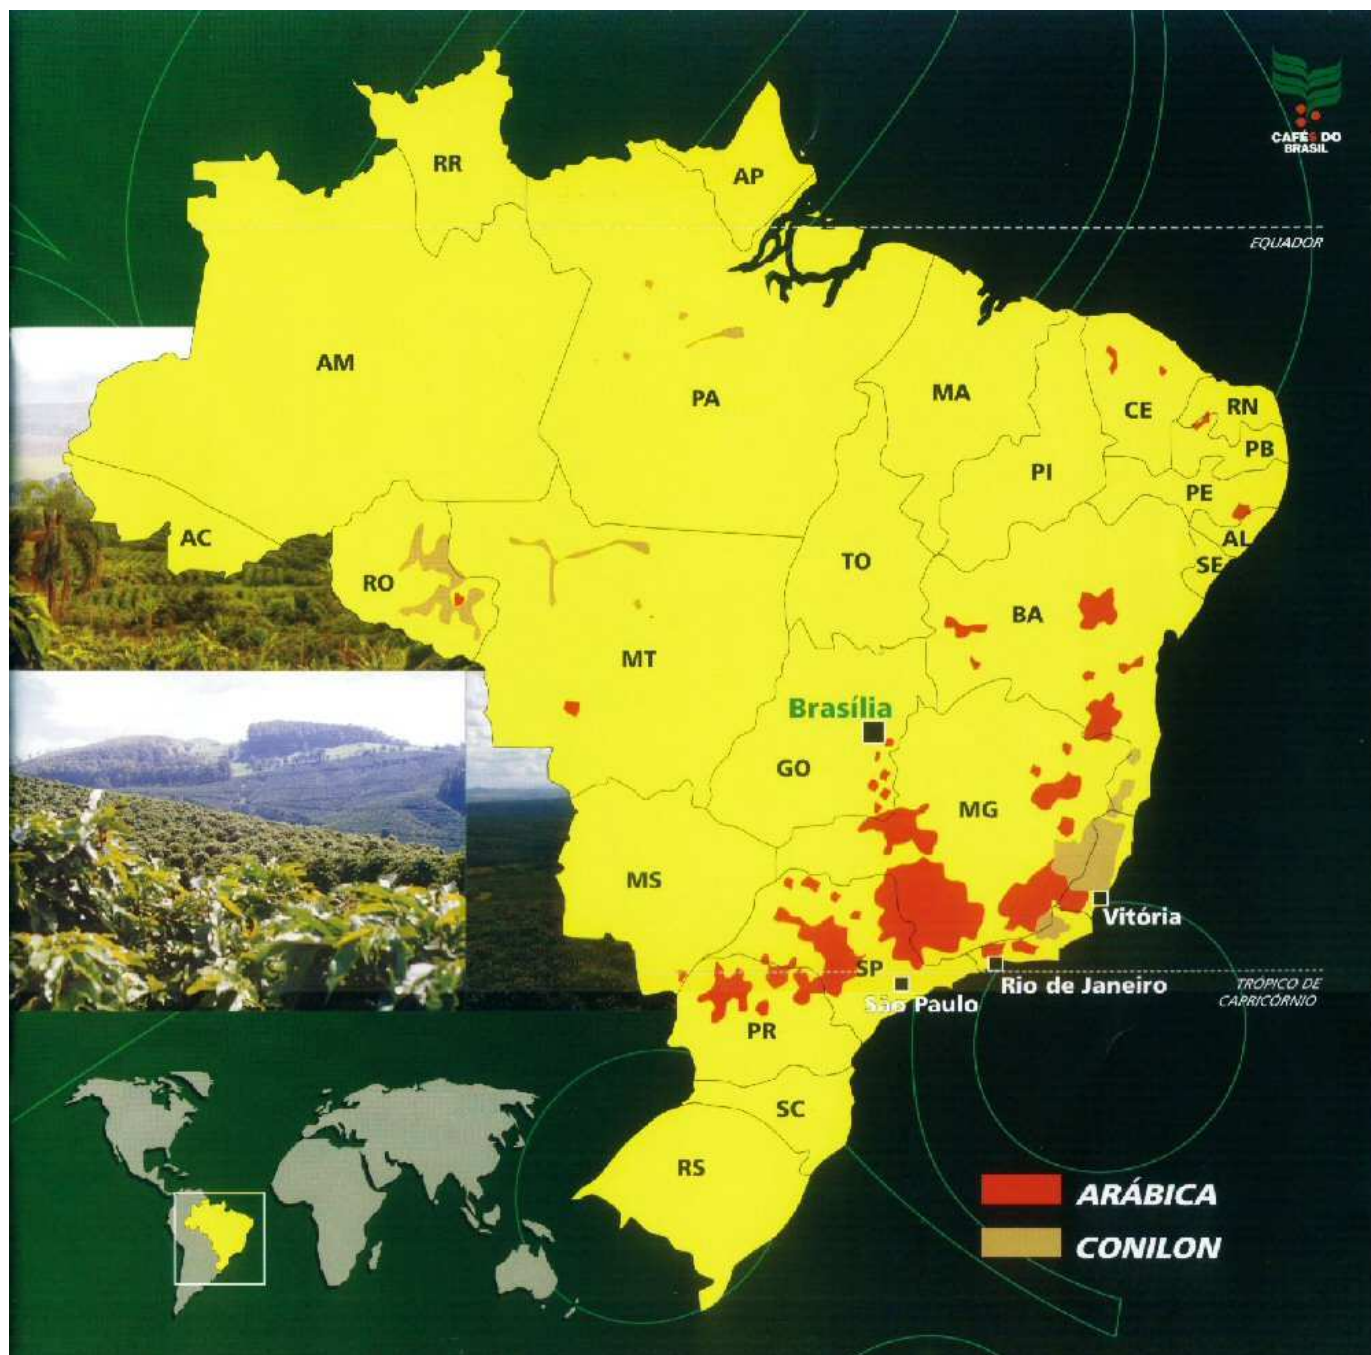 CAFÉS DO
BRASIL
RR
AP
EQUADOR
AM
PA
MA
CE
RN
PB
PI
PE
AC
AL
SE
RO
TO
BA
MT
Brasília
GO
MG
MS
Vitória
SP
TRÓPICO DE
CAPRICÓRNIO
Rio de Janeiro
São Paulo
PR
SC
RS
ARÁBICA
CONILON